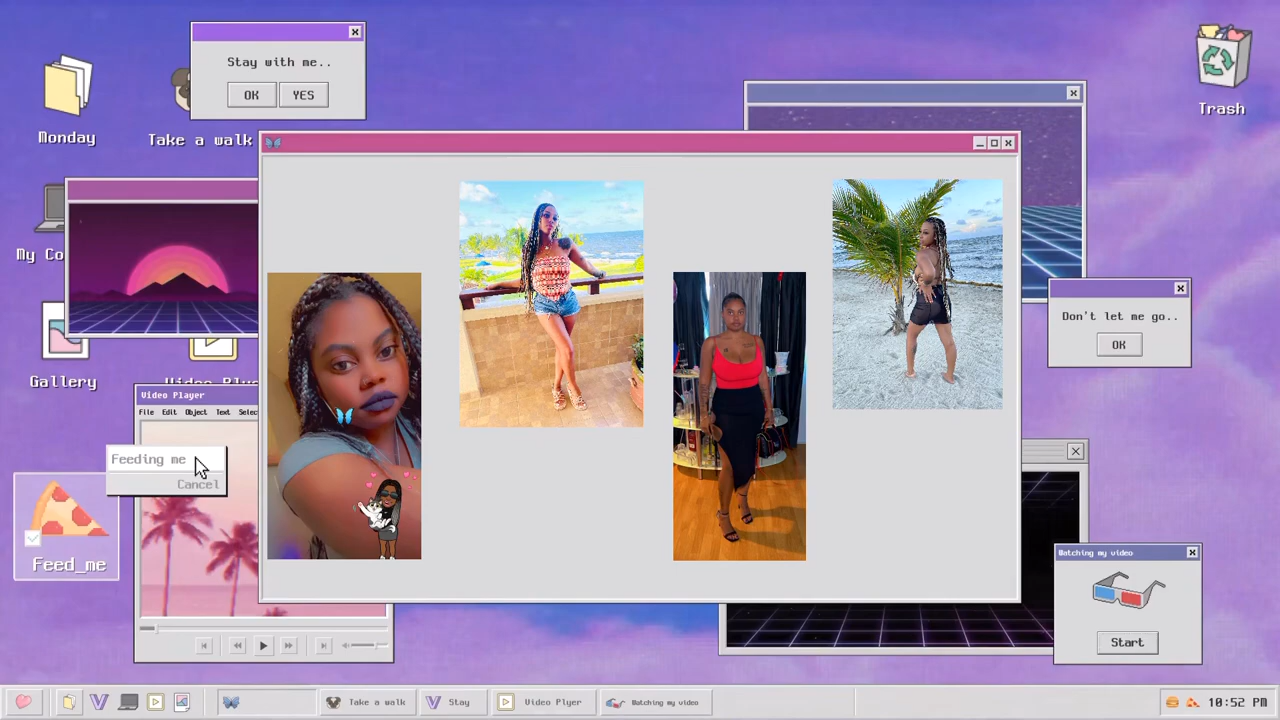 Stay with me..
OK YES
Monday
Take a walk
Trash
My Co
Don't let me go..
OK
Gallery
Video Player
File Edit Object Text Selec
Feeding me
Cancel
Feed_me
Watching my video
Start
Take a walk
Stay
Video Plyer
Watching my video
10:52 PM